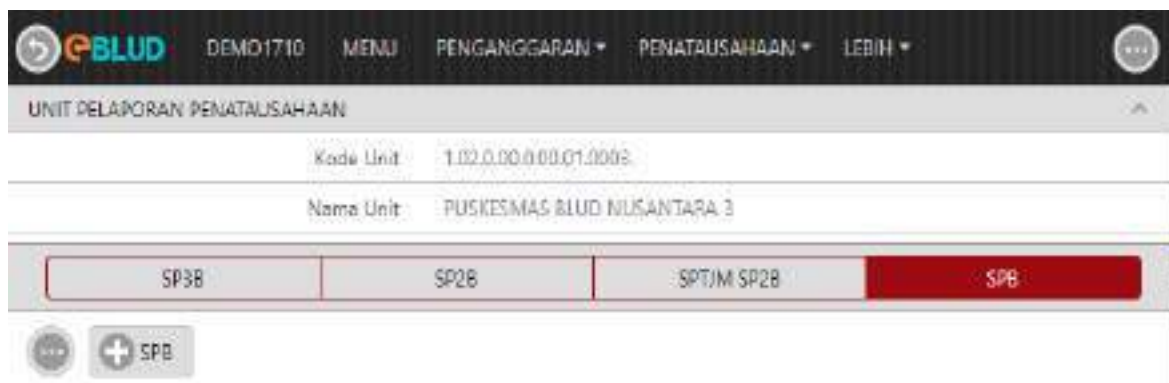 eBLUD DEMO1710 MENU PENGANGGARAN PENATAUSAHAAN LEBIH
UNIT PELAPORAN PENATAUSAHAAN
Kode Unit 1.02.0.00.0.00.01.0003.
Nama Unit PUSKESMAS BLUD NUSANTARA 3
SP3B SP2B SPTJM SP2B SPB
SPB